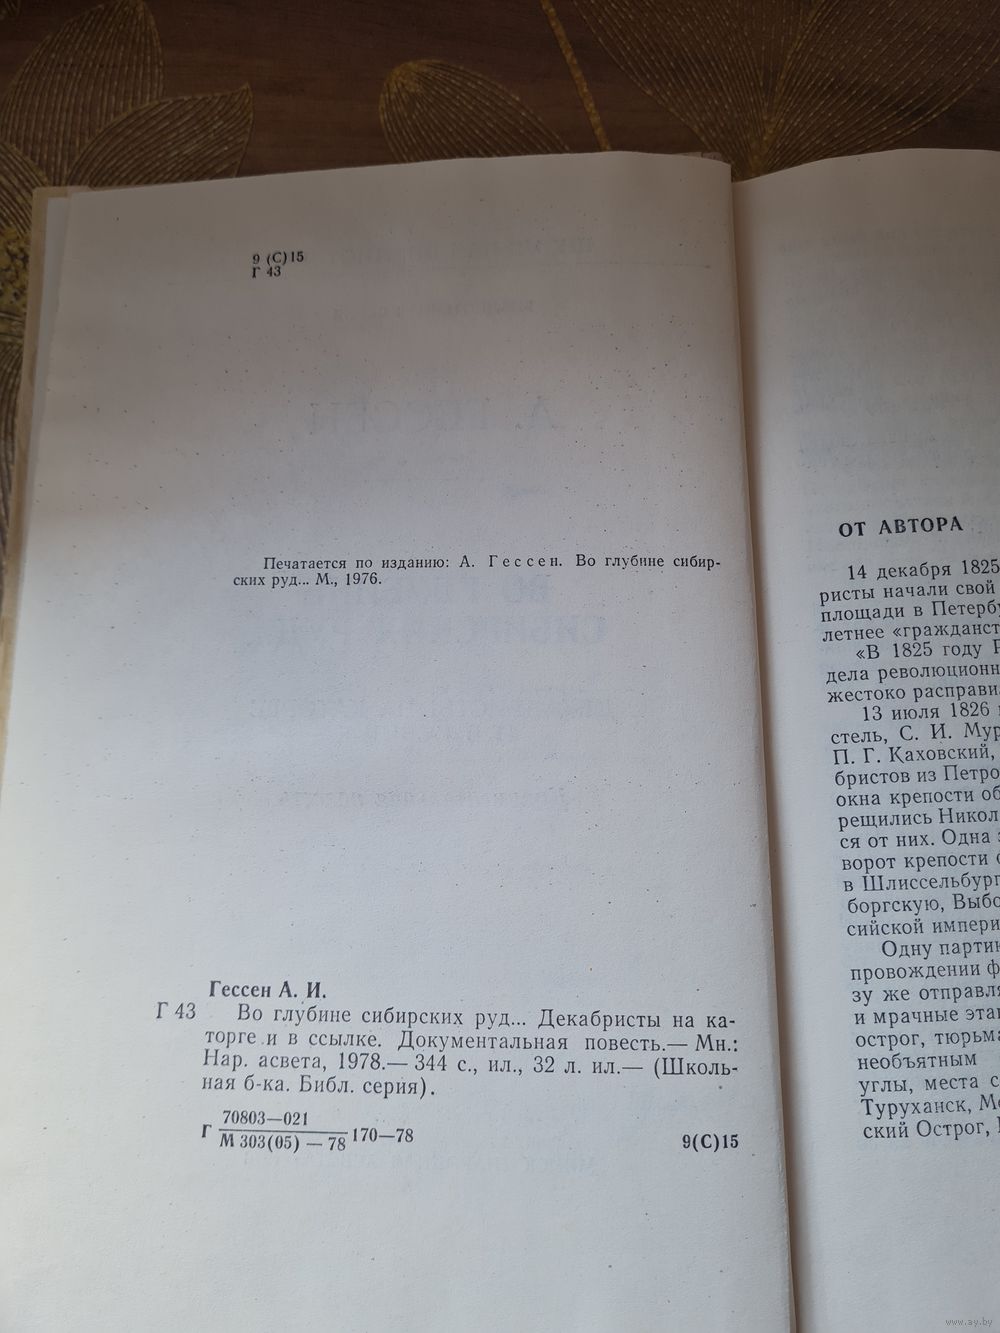 9 (С)15
Г 43
Печатается по изданию: А. Гессен. Во глубине сибир-
ских руд... М., 1976.
Гессен А. И.
Г 43 Во глубине сибирских руд... Декабристы на ка-
торге и в ссылке. Документальная повесть.— Мн.:
Нар. асвета, 1978.— 344 с., ил., 32 л. ил.— (Школь-
ная б-ка. Библ. серия).
70803—021
Г М 303(05) — 78 170—78 9(С)15
ОТ АВТОРА
14 декабря 1825
ристы начали свой
площади в Петербу
летнее «гражданст
«В 1825 году Р
дела революционн
жестоко расправи
13 июля 1826
стель, С. И. Мур
П. Г. Каховский,
бристов из Петро
окна крепости об
рещились Никол
ся от них. Одна
ворот крепости
в Шлиссельбург
боргскую, Выбо
сийской импери
Одну партию
провождении ф
зу же отправля
и мрачные этап
острог, тюрьма
необъятным
углы, места с
Туруханск, Ме
ский Острог,
www.ay.by